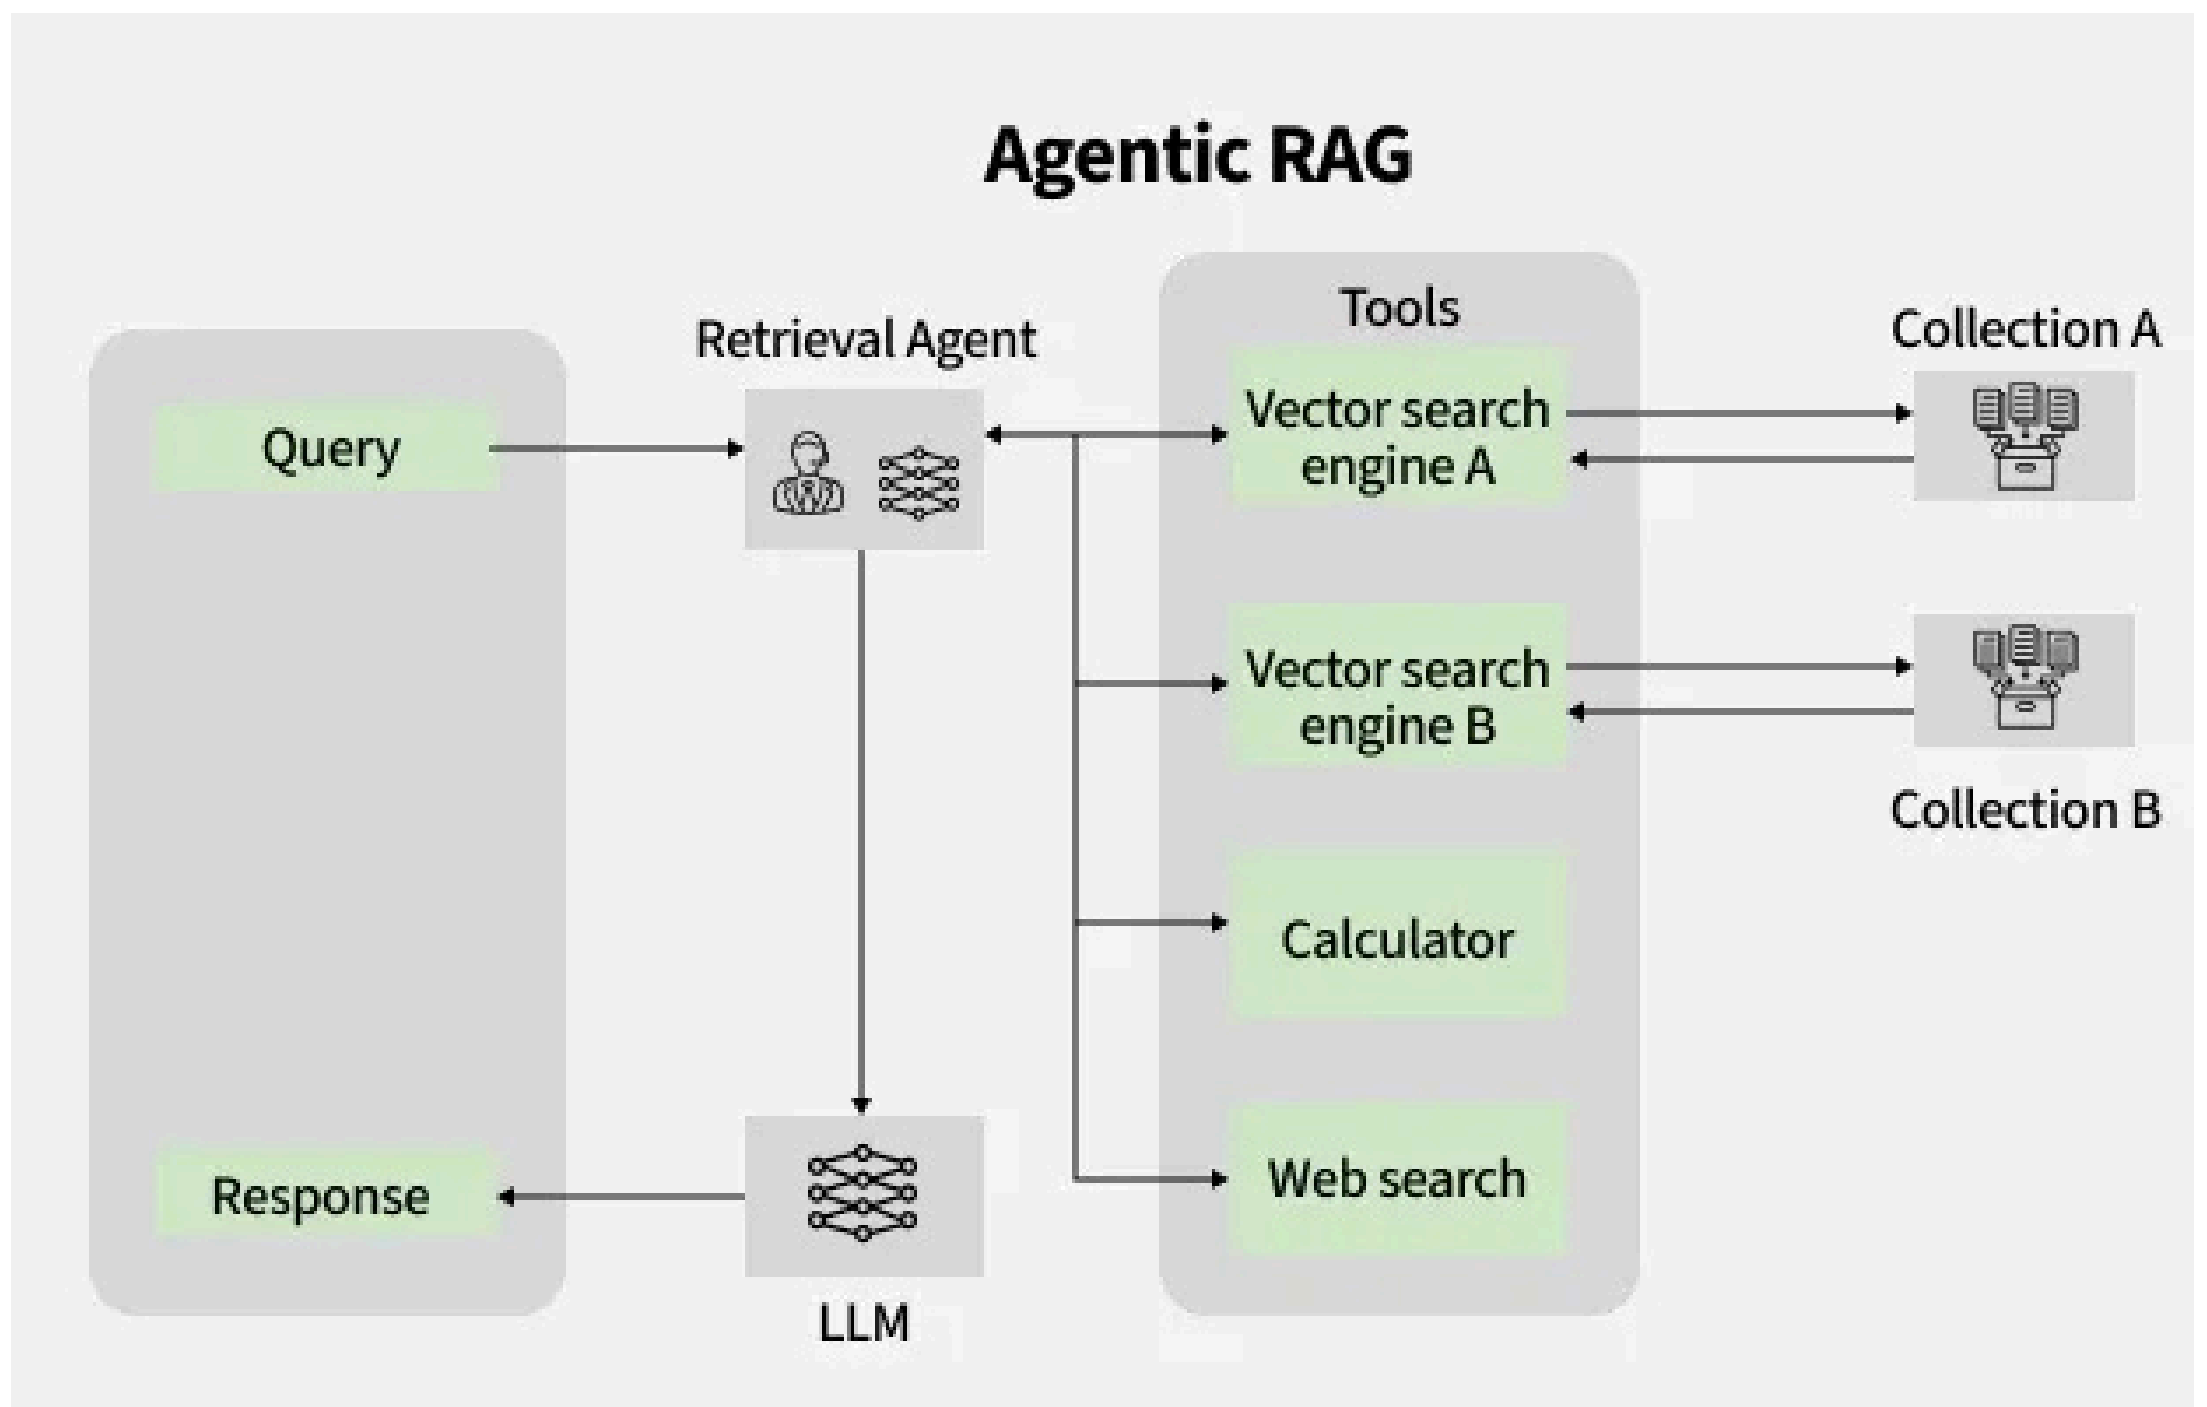 Agentic RAG
Query
Retrieval Agent
Tools
Vector search
engine A
Collection A
Vector search
engine B
Collection B
Calculator
Web search
Response
LLM